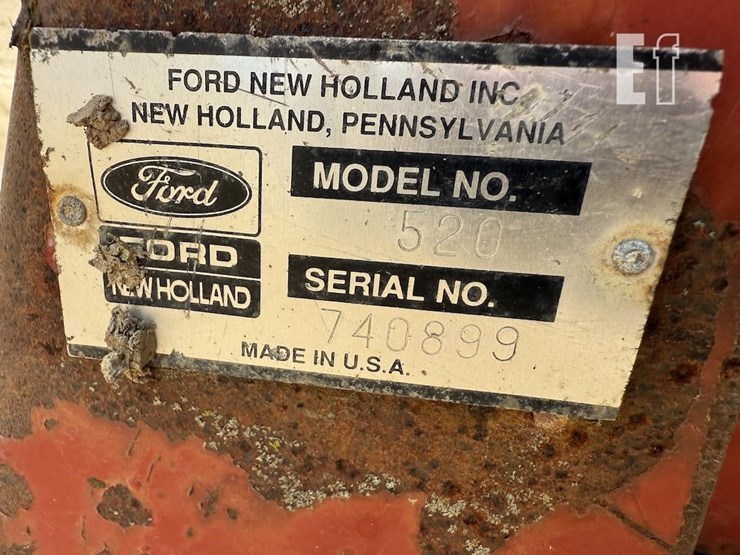 Ef
FORD NEW HOLLAND INC.
NEW HOLLAND, PENNSYLVANIA
Ford
FORD
NEW HOLLAND
MODEL NO.
520
SERIAL NO.
740899
MADE IN U.S.A.